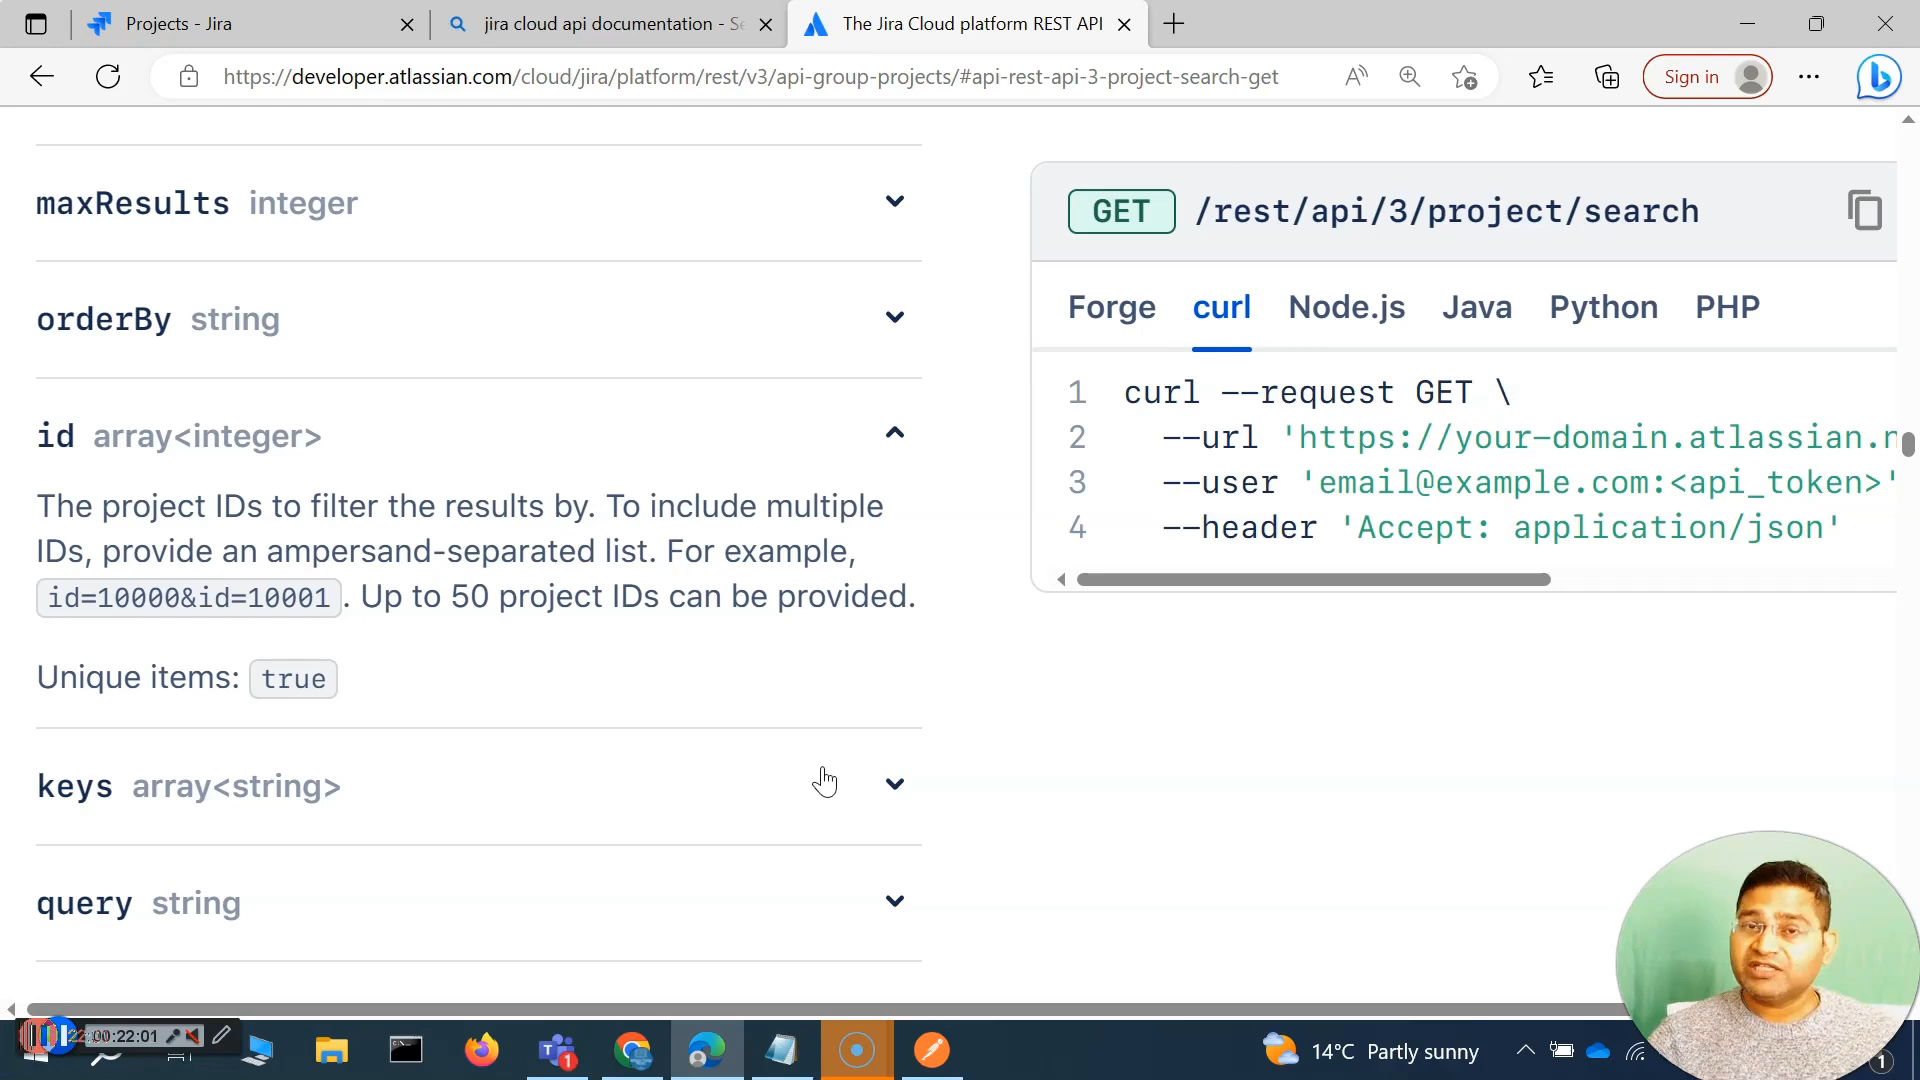 Projects - Jira
jira cloud api documentation - Se
The Jira Cloud platform REST API
https://developer.atlassian.com/cloud/jira/platform/rest/v3/api-group-projects/#api-rest-api-3-project-search-get
Sign in
maxResults integer
orderBy string
id array<integer>
The project IDs to filter the results by. To include multiple
IDs, provide an ampersand-separated list. For example,
id=10000&id=10001. Up to 50 project IDs can be provided.
Unique items: true
keys array<string>
query string
GET /rest/api/3/project/search
Forge curl Node.js Java Python PHP
1 curl --request GET \
2 --url 'https://your-domain.atlassian.n
3 --user 'email@example.com:<api_token>'
4 --header 'Accept: application/json'
00:22:01
1
14°C Partly sunny
1